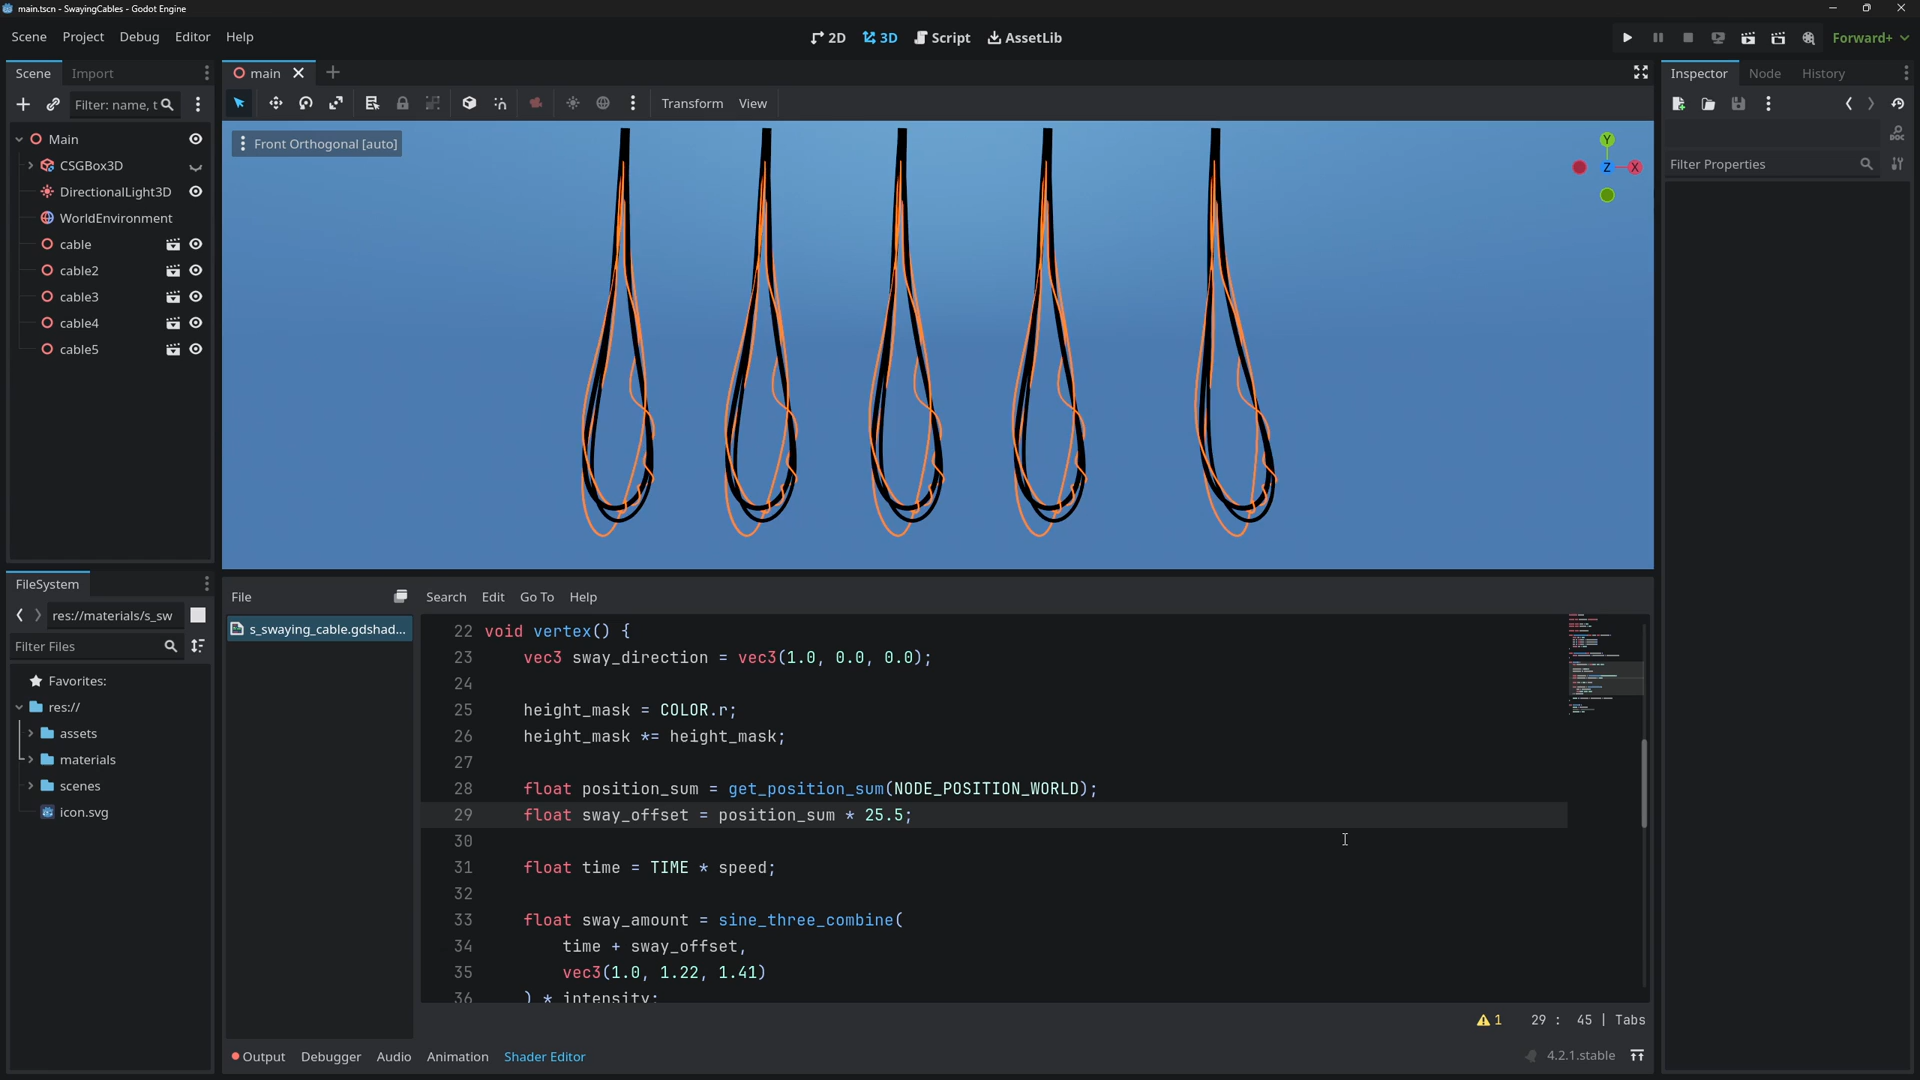 main.tscn - SwayingCables - Godot Engine
Scene Project Debug Editor Help
2D 3D Script AssetLib
Forward+
Scene Import
main
Inspector Node History
Filter: name, t
Transform View
Main
Front Orthogonal [auto]
Y
CSGBox3D
Z X
DOC
Filter Properties
DirectionalLight3D
WorldEnvironment
cable
cable2
cable3
cable4
cable5
FileSystem
File
Search Edit Go To Help
res://materials/s_sw
s_swaying_cable.gdshad...
Filter Files
Favorites:
res://
assets
materials
scenes
icon.svg
22 void vertex() {
23 vec3 sway_direction = vec3(1.0, 0.0, 0.0);
24
25 height_mask = COLOR.r;
26 height_mask *= height_mask;
27
28 float position_sum = get_position_sum(NODE_POSITION_WORLD);
29 float sway_offset = position_sum * 25.5;
30
31 float time = TIME * speed;
32
33 float sway_amount = sine_three_combine(
34 time + sway_offset,
35 vec3(1.0, 1.22, 1.41)
36 ) * intensity;
1 29 : 45 | Tabs
Output Debugger Audio Animation Shader Editor
4.2.1.stable